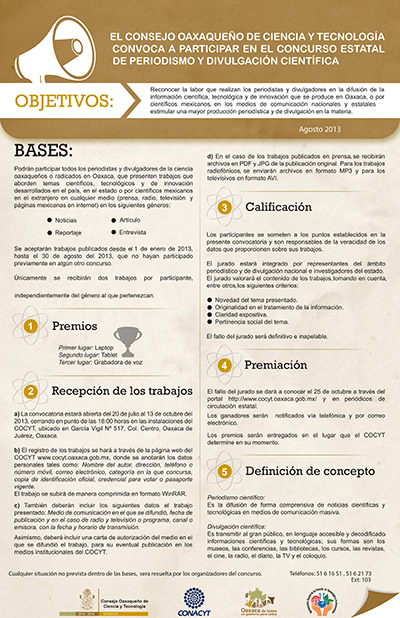 EL CONSEJO OAXAQUEÑO DE CIENCIA Y TECNOLOGÍA
CONVOCA A PARTICIPAR EN EL CONCURSO ESTATAL
DE PERIODISMO Y DIVULGACIÓN CIENTÍFICA
OBJETIVOS:
Reconocer la labor que realizan los periodistas y divulgadores en la difusión de la
información científica, tecnológica y de innovación que se produce en Oaxaca, o por
científicos mexicanos, en los medios de comunicación nacionales y estatales
estimular una mayor producción periodística y de divulgación en la materia.
Agosto 2013
BASES:
Podrán participar todos los periodistas y divulgadores de la ciencia
oaxaqueños o radicados en Oaxaca, que presenten trabajos que
aborden temas científicos, tecnológicos y de innovación
desarrollados en el país, en el estado o por científicos mexicanos
en el extranjero en cualquier medio (prensa, radio, televisión y
páginas mexicanas en internet) en los siguientes géneros:
● Noticias
● Artículo
● Reportaje
● Entrevista
Se aceptarán trabajos publicados desde el 1 de enero de 2013,
hasta el 30 de agosto del 2013, que no hayan participado
previamente en algún otro concurso.
Únicamente se recibirán dos trabajos por participante,
independientemente del género al que pertenezcan.
1 Premios
Primer lugar: Laptop
Segundo lugar: Tablet
Tercer lugar: Grabadora de voz
2 Recepción de los trabajos
a) La convocatoria estará abierta del 20 de julio al 13 de octubre del
2013, cerrando en punto de las 18:00 horas en las instalaciones del
COCYT, ubicado en García Vigil Nº 517, Col. Centro, Oaxaca de
Juárez, Oaxaca.
b) El registro de los trabajos se hará a través de la página web del
COCYT www.cocyt.oaxaca.gob.mx, donde se anotarán los datos
personales tales como: Nombre del autor, dirección, teléfono o
número móvil, correo electrónico, categoría en la que concursa,
copia de identificación oficial, credencial para votar o pasaporte
vigente.
El trabajo se subirá de manera comprimida en formato WinRAR.
c) También deberán incluir los siguientes datos el trabajo
presentado: Medio de comunicación en el que se difundió, fecha de
publicación y en el caso de radio y televisión o programa, canal o
emisora, con la fecha y horario de transmisión.
Asimismo, deberá incluir una carta de autorización del medio en el
que se difundió el trabajo, para su eventual publicación en los
medios institucionales del COCYT.
d) En el caso de los trabajos publicados en prensa, se recibirán
archivos en PDF y JPG de la publicación original. Para los trabajos
radiofónicos, se enviarán archivos en formato MP3 y para los
televisivos en formato AVI.
3 Calificación
Los participantes se someten a los puntos establecidos en la
presente convocatoria y son responsables de la veracidad de los
datos que proporcionen sobre sus trabajos.
El jurado estará integrado por representantes del ámbito
periodístico y de divulgación nacional e investigadores del estado.
El jurado valorará el contenido de los trabajos, tomando en cuenta,
entre otros, los siguientes criterios:
● Novedad del tema presentado.
● Originalidad en el tratamiento de la información.
● Claridad expositiva.
● Pertinencia social del tema.
El fallo del jurado será definitivo e inapelable.
4 Premiación
El fallo del jurado se dará a conocer el 25 de octubre a través del
portal http://www.cocyt.oaxaca.gob.mx/ y en periódicos de
circulación estatal.
Los ganadores serán notificados vía telefónica y por correo
electrónico.
Los premios serán entregados en el lugar que el COCYT
determine en su momento.
5 Definición de concepto
Periodismo científico:
Es la difusión de forma comprensiva de noticias científicas y
tecnológicas en medios de comunicación masiva.
Divulgación científica:
Es transmitir al gran público, en lenguaje accesible y decodificado
informaciones científicas y tecnológicas; sus formas son los
museos, las conferencias, las bibliotecas, los cursos, las revistas,
el cine, la radio, el diario, la TV y el coloquio.
Cualquier situación no prevista dentro de las bases, será resuelta por los organizadores del concurso.
Teléfonos: 51 6 16 51 , 51 6 21 73
Ext: 103
Consejo Oaxaqueño de
Ciencia y Tecnología
CONACYT
Oaxaca de todos
un gobierno para todos